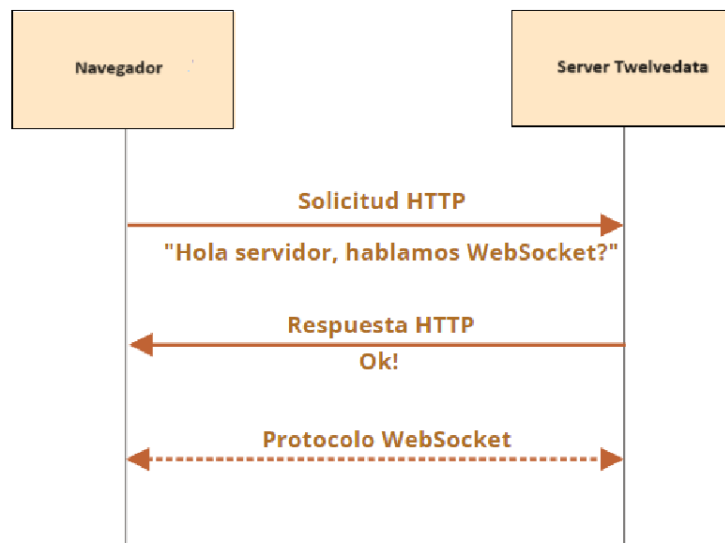 Navegador
Server Twelvedata
Solicitud HTTP
"Hola servidor, hablamos WebSocket?"
Respuesta HTTP
Ok!
Protocolo WebSocket